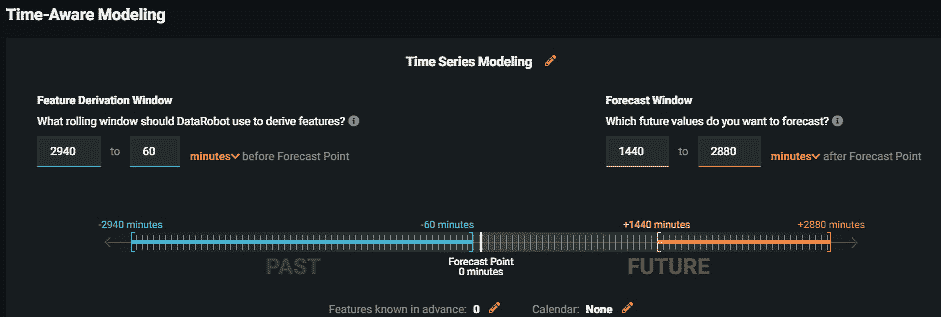 Time-Aware Modeling
Time Series Modeling
Feature Derivation Window
What rolling window should DataRobot use to derive features?
2940 to 60 minutes before Forecast Point
Forecast Window
Which future values do you want to forecast?
1440 to 2880 minutes after Forecast Point
-2940 minutes -60 minutes +1440 minutes +2880 minutes
Forecast Point
0 minutes
PAST FUTURE
Features known in advance: 0 Calendar: None